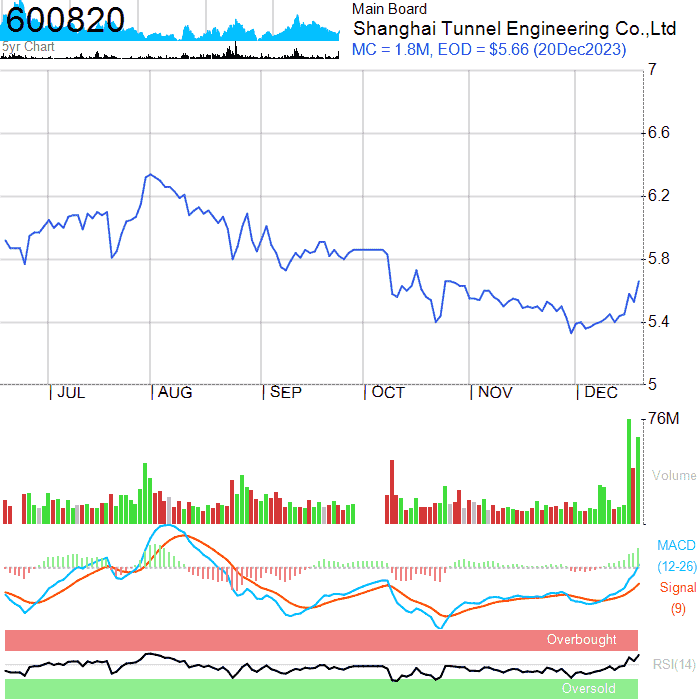 600820
5yr Chart
Main Board
Shanghai Tunnel Engineering Co.,Ltd
MC = 1.8M, EOD = $5.66 (20Dec2023)
7
6.6
6.2
5.8
5.4
5
JUL
AUG
SEP
OCT
NOV
DEC
76M
Volume
MACD
(12-26)
Signal
(9)
Overbought
RSI(14)
Oversold